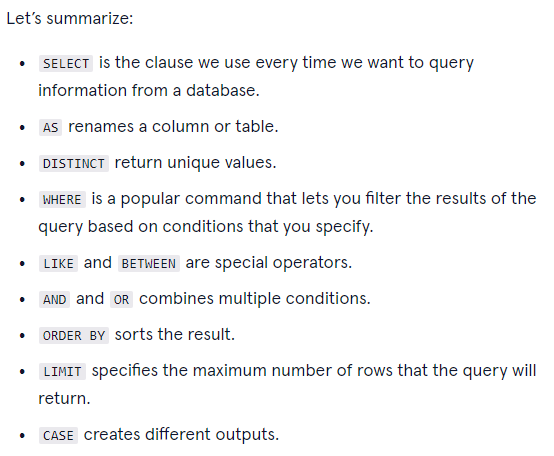 Let's summarize:
• SELECT is the clause we use every time we want to query
information from a database.
• AS renames a column or table.
• DISTINCT return unique values.
• WHERE is a popular command that lets you filter the results of the
query based on conditions that you specify.
• LIKE and BETWEEN are special operators.
• AND and OR combines multiple conditions.
• ORDER BY sorts the result.
• LIMIT specifies the maximum number of rows that the query will
return.
• CASE creates different outputs.